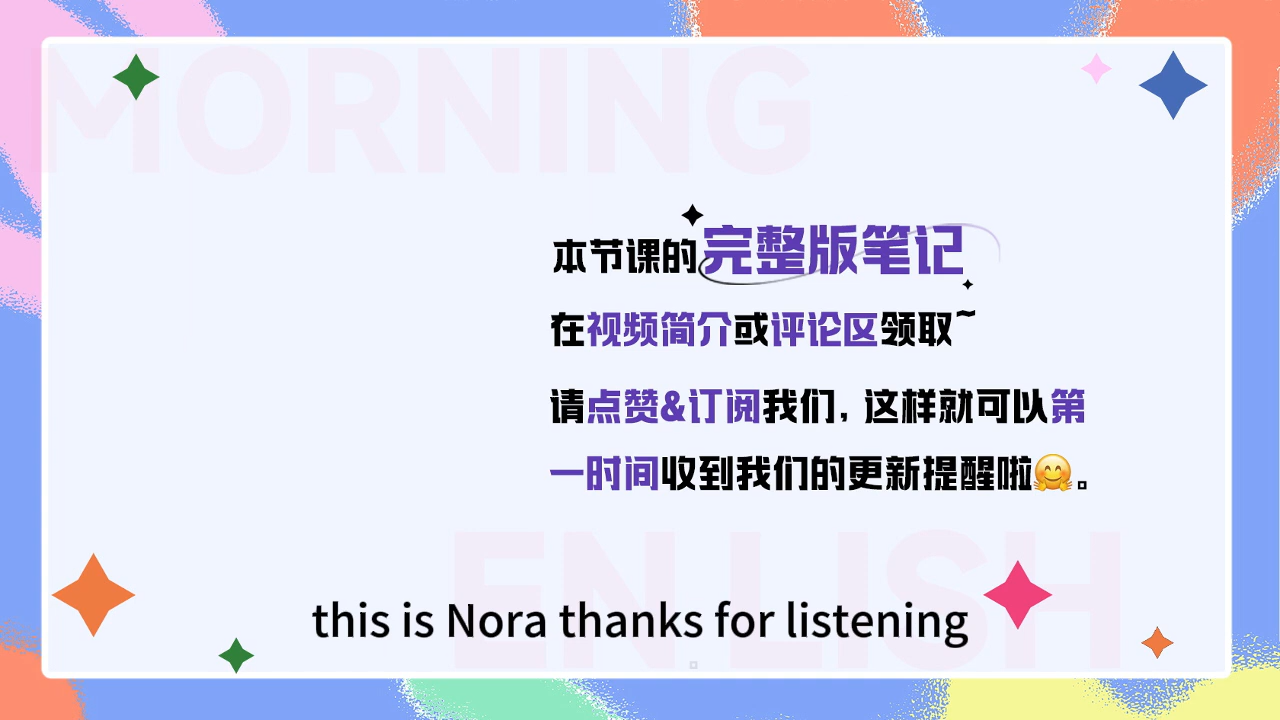 MORNING
本节课的完整版笔记
在视频简介或评论区领取~
请点赞&订阅我们，这样就可以第
一时间收到我们的更新提醒啦🤗。
EN LISH
this is Nora thanks for listening
。